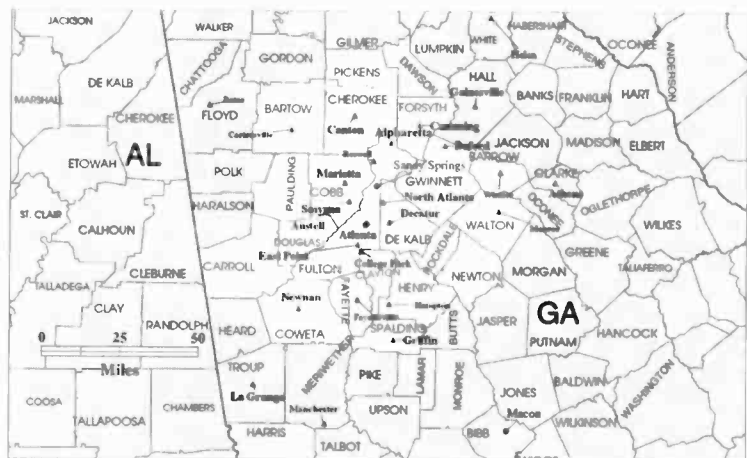 JACKSON
WALKER
GILMER
LUMPKIN
WHITE
HABERSHAM
STEPHENS
OCONEE
ANDERSON
Helen
CHATTOOGA
GORDON
PICKENS
DAWSON
HALL
Gainesville
BANKS
FRANKLIN
HART
DE KALB
MARSHALL
CHEROKEE
Rome
FLOYD
BARTOW
Cartersville
CHEROKEE
Canton
FORSYTH
Cumming
Alpharetta
Buford
JACKSON
MADISON
ELBERT
ETOWAH
AL
POLK
PAULDING
Marietta
COBB
Sandy Springs
GWINNETT
BARROW
CLARKE
Athens
OGLETHORPE
HARALSON
Smyrna
North Atlanta
Decatur
WALTON
OCONEE
WILKES
ST. CLAIR
CALHOUN
Austell
Atlanta
DE KALB
ROCKDALE
DOUGLAS
East Point
College Park
CLAYTON
GREENE
TALIAFERRO
CLEBURNE
CARROLL
FULTON
NEWTON
MORGAN
TALLADEGA
CLAY
RANDOLPH
Newnan
FAYETTE
HENRY
Hampton
BUTTS
JASPER
GA
PUTNAM
HANCOCK
0 25 50
Miles
HEARD
COWETA
SPALDING
Griffin
TROUP
La Grange
MERIWETHER
PIKE
LAMAR
MONROE
JONES
BALDWIN
WASHINGTON
COOSA
TALLAPOOSA
CHAMBERS
Manchester
UPSON
Macon
BIBB
WILKINSON
HARRIS
TALBOT